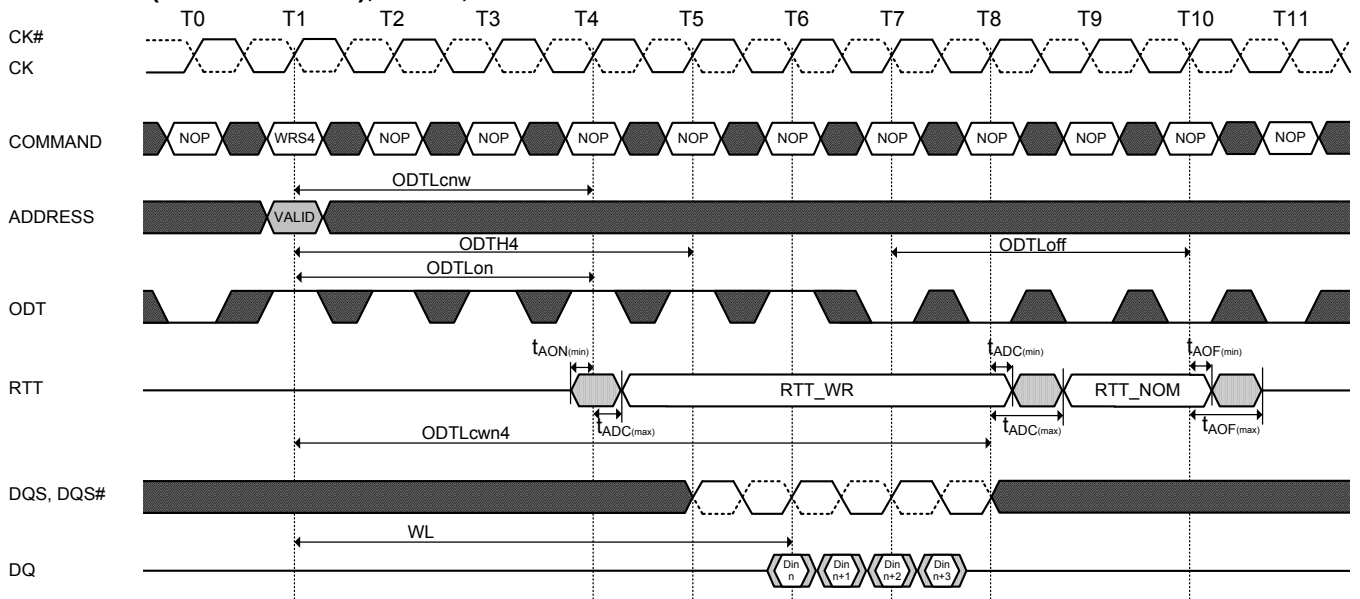 T0 T1 T2 T3 T4 T5 T6 T7 T8 T9 T10 T11
CK#
CK
COMMAND NOP WRS4 NOP NOP NOP NOP NOP NOP NOP NOP NOP NOP
ODTLcnw
ADDRESS VALID
ODTH4 ODTLoff
ODTLon
ODT
tAON(min) tADC(min) tAOF(min)
RTT RTT_WR RTT_NOM
tADC(max) tADC(max) tAOF(max)
ODTLcwn4
DQS, DQS#
WL
DQ Din n Din n+1 Din n+2 Din n+3